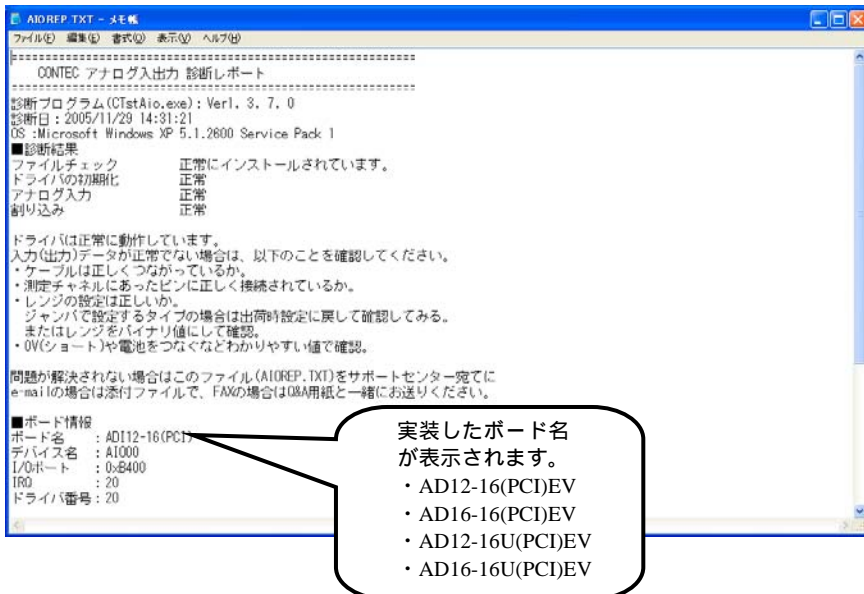 AIOREP.TXT - メモ帳
ファイル(F) 編集(E) 書式(O) 表示(V) ヘルプ(H)
============================================================
CONTEC アナログ入出力 診断レポート
------------------------------------------------------------
診断プログラム(CTstAio.exe) : Ver1. 3. 7. 0
診断日 : 2005/11/29 14:31:21
OS :Microsoft Windows XP 5.1.2600 Service Pack 1
■診断結果
ファイルチェック 正常にインストールされています。
ドライバの初期化 正常
アナログ入力 正常
割り込み 正常
ドライバは正常に動作しています。
入力(出力)データが正常でない場合は、以下のことを確認してください。
・ケーブルは正しくつながっているか。
・測定チャネルにあったピンに正しく接続されているか。
・レンジの設定は正しいか。
ジャンパで設定するタイプの場合は出荷時設定に戻して確認してみる。
またはレンジをバイナリ値にして確認。
・0V(ショート)や電池をつなぐなどわかりやすい値で確認。
問題が解決されない場合はこのファイル(AIOREP.TXT)をサポートセンター宛てに
e-mailの場合は添付ファイルで、FAXの場合はQ&A用紙と一緒にお送りください。
■ボード情報
ボード名 : ADI12-16(PCI)
デバイス名 : AIO00
I/Oポート : 0xB400
IRQ : 20
ドライバ番号 : 20
実装したボード名
が表示されます。
・AD12-16(PCI)EV
・AD16-16(PCI)EV
・AD12-16U(PCI)EV
・AD16-16U(PCI)EV